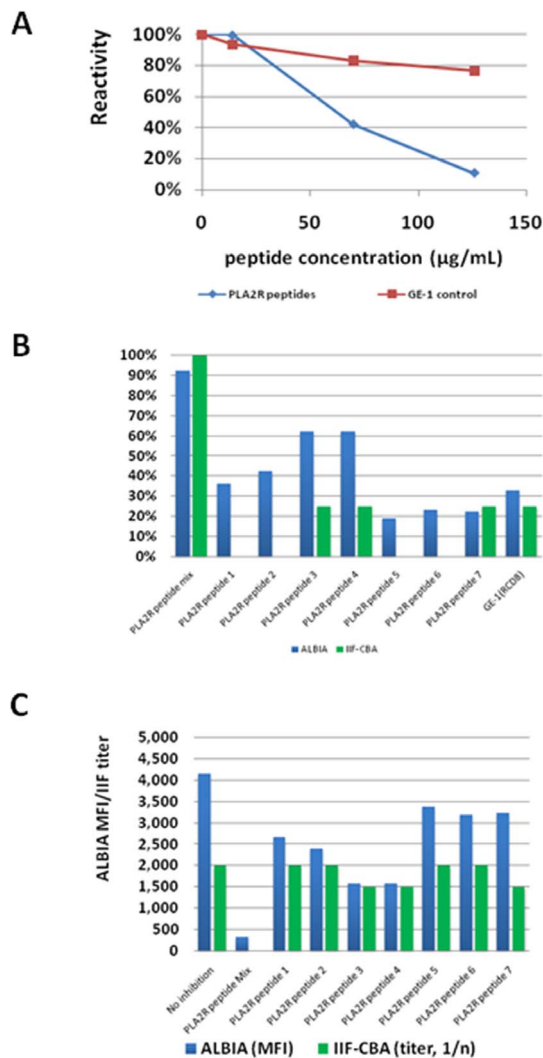 A
Reactivity
100%
80%
60%
40%
20%
0%
0 50 100 150
peptide concentration (µg/mL)
PLA2R peptides GE-1 control
B
100%
90%
80%
70%
60%
50%
40%
30%
20%
10%
0%
PLA2R peptide mix
PLA2R peptide 1
PLA2R peptide 2
PLA2R peptide 3
PLA2R peptide 4
PLA2R peptide 5
PLA2R peptide 6
PLA2R peptide 7
GE-1(RCDB)
ALBIA IIF-CBA
C
ALBIA MFI/IIF titer
5,000
4,500
4,000
3,500
3,000
2,500
2,000
1,500
1,000
500
0
No inhibition
PLA2R peptide Mix
PLA2R peptide 1
PLA2R peptide 2
PLA2R peptide 3
PLA2R peptide 4
PLA2R peptide 5
PLA2R peptide 6
PLA2R peptide 7
ALBIA (MFI) IIF-CBA (titer, 1/n)